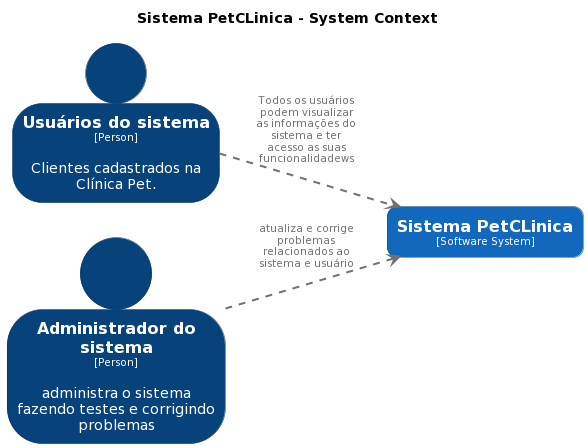 Sistema PetCLinica - System Context
Usuários do sistema
[Person]
Clientes cadastrados na
Clínica Pet.
Todos os usuários
podem visualizar
as informações do
sistema e ter
acesso as suas
funcionalidadews
Sistema PetCLinica
[Software System]
atualiza e corrige
problemas
relacionados ao
sistema e usuário
Administrador do
sistema
[Person]
administra o sistema
fazendo testes e corrigindo
problemas